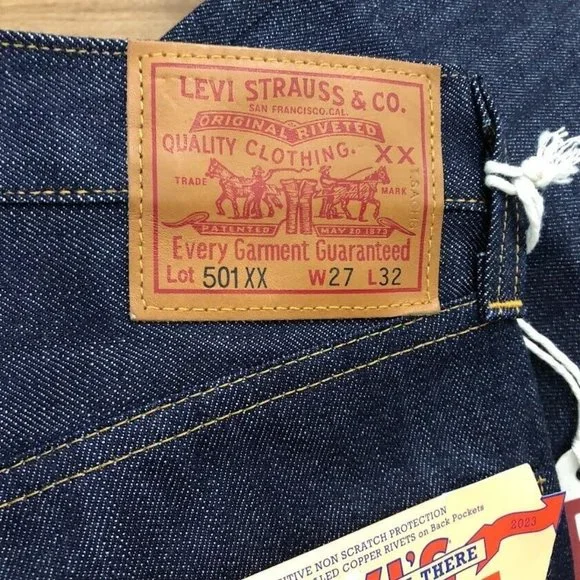 LEVI STRAUSS & CO.
SAN FRANCISCO, CAL.
ORIGINAL RIVETED
QUALITY CLOTHING.
XX
TRADE MARK
PATENTED MAY 20 1873
Every Garment Guaranteed
Lot 501XX W27 L32
NON SCRATCH PROTECTION
COPPER RIVETS on Back Pockets
2023
THERE